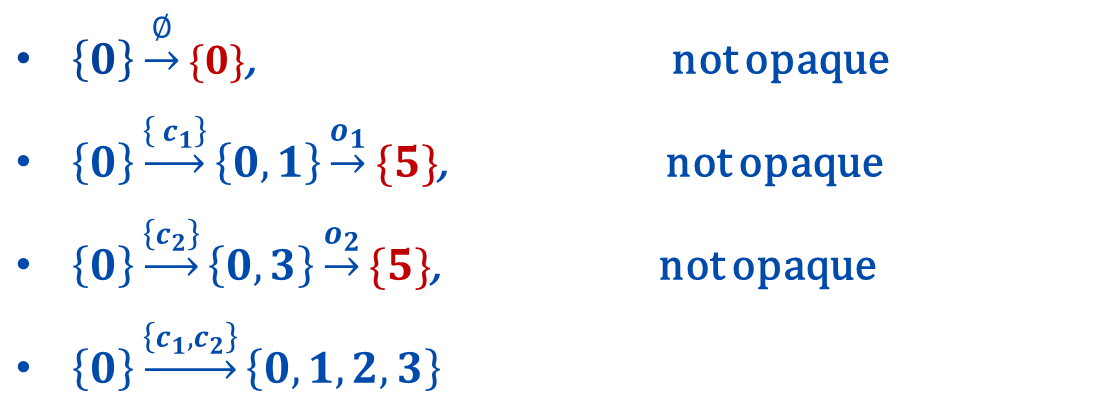 • {0} →^∅ {0}, not opaque
• {0} →^{c₁} {0, 1} →^o₁ {5}, not opaque
• {0} →^{c₂} {0, 3} →^o₂ {5}, not opaque
• {0} →^{c₁,c₂} {0, 1, 2, 3}